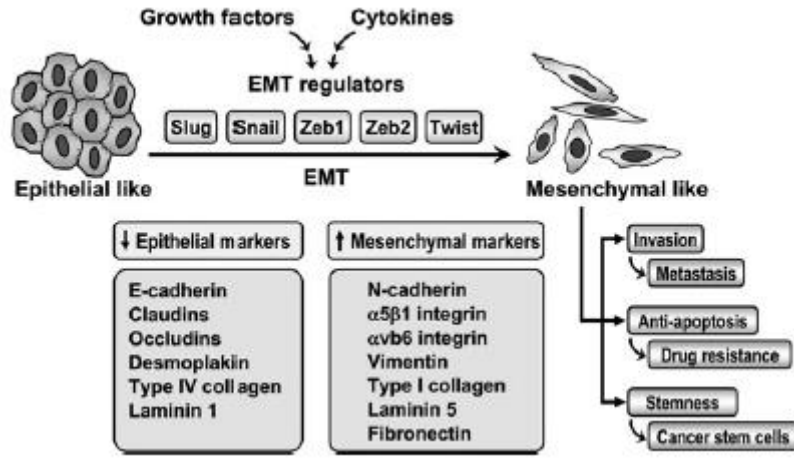 Growth factors Cytokines
EMT regulators
Slug Snail Zeb1 Zeb2 Twist
EMT
Epithelial like
Mesenchymal like
↓ Epithelial markers
E-cadherin
Claudins
Occludins
Desmoplakin
Type IV collagen
Laminin 1
↑ Mesenchymal markers
N-cadherin
α5β1 integrin
αvb6 integrin
Vimentin
Type I collagen
Laminin 5
Fibronectin
Invasion
Metastasis
Anti-apoptosis
Drug resistance
Stemness
Cancer stem cells